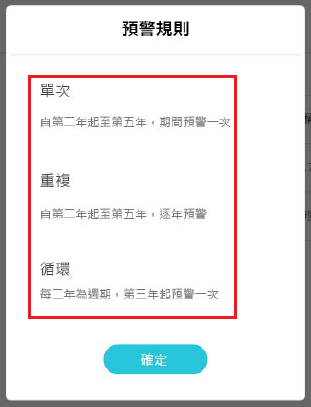 預警規則
單次
自第二年起至第五年，期間預警一次
重複
自第二年起至第五年，逐年預警
循環
每二年為週期，第三年起預警一次
確定